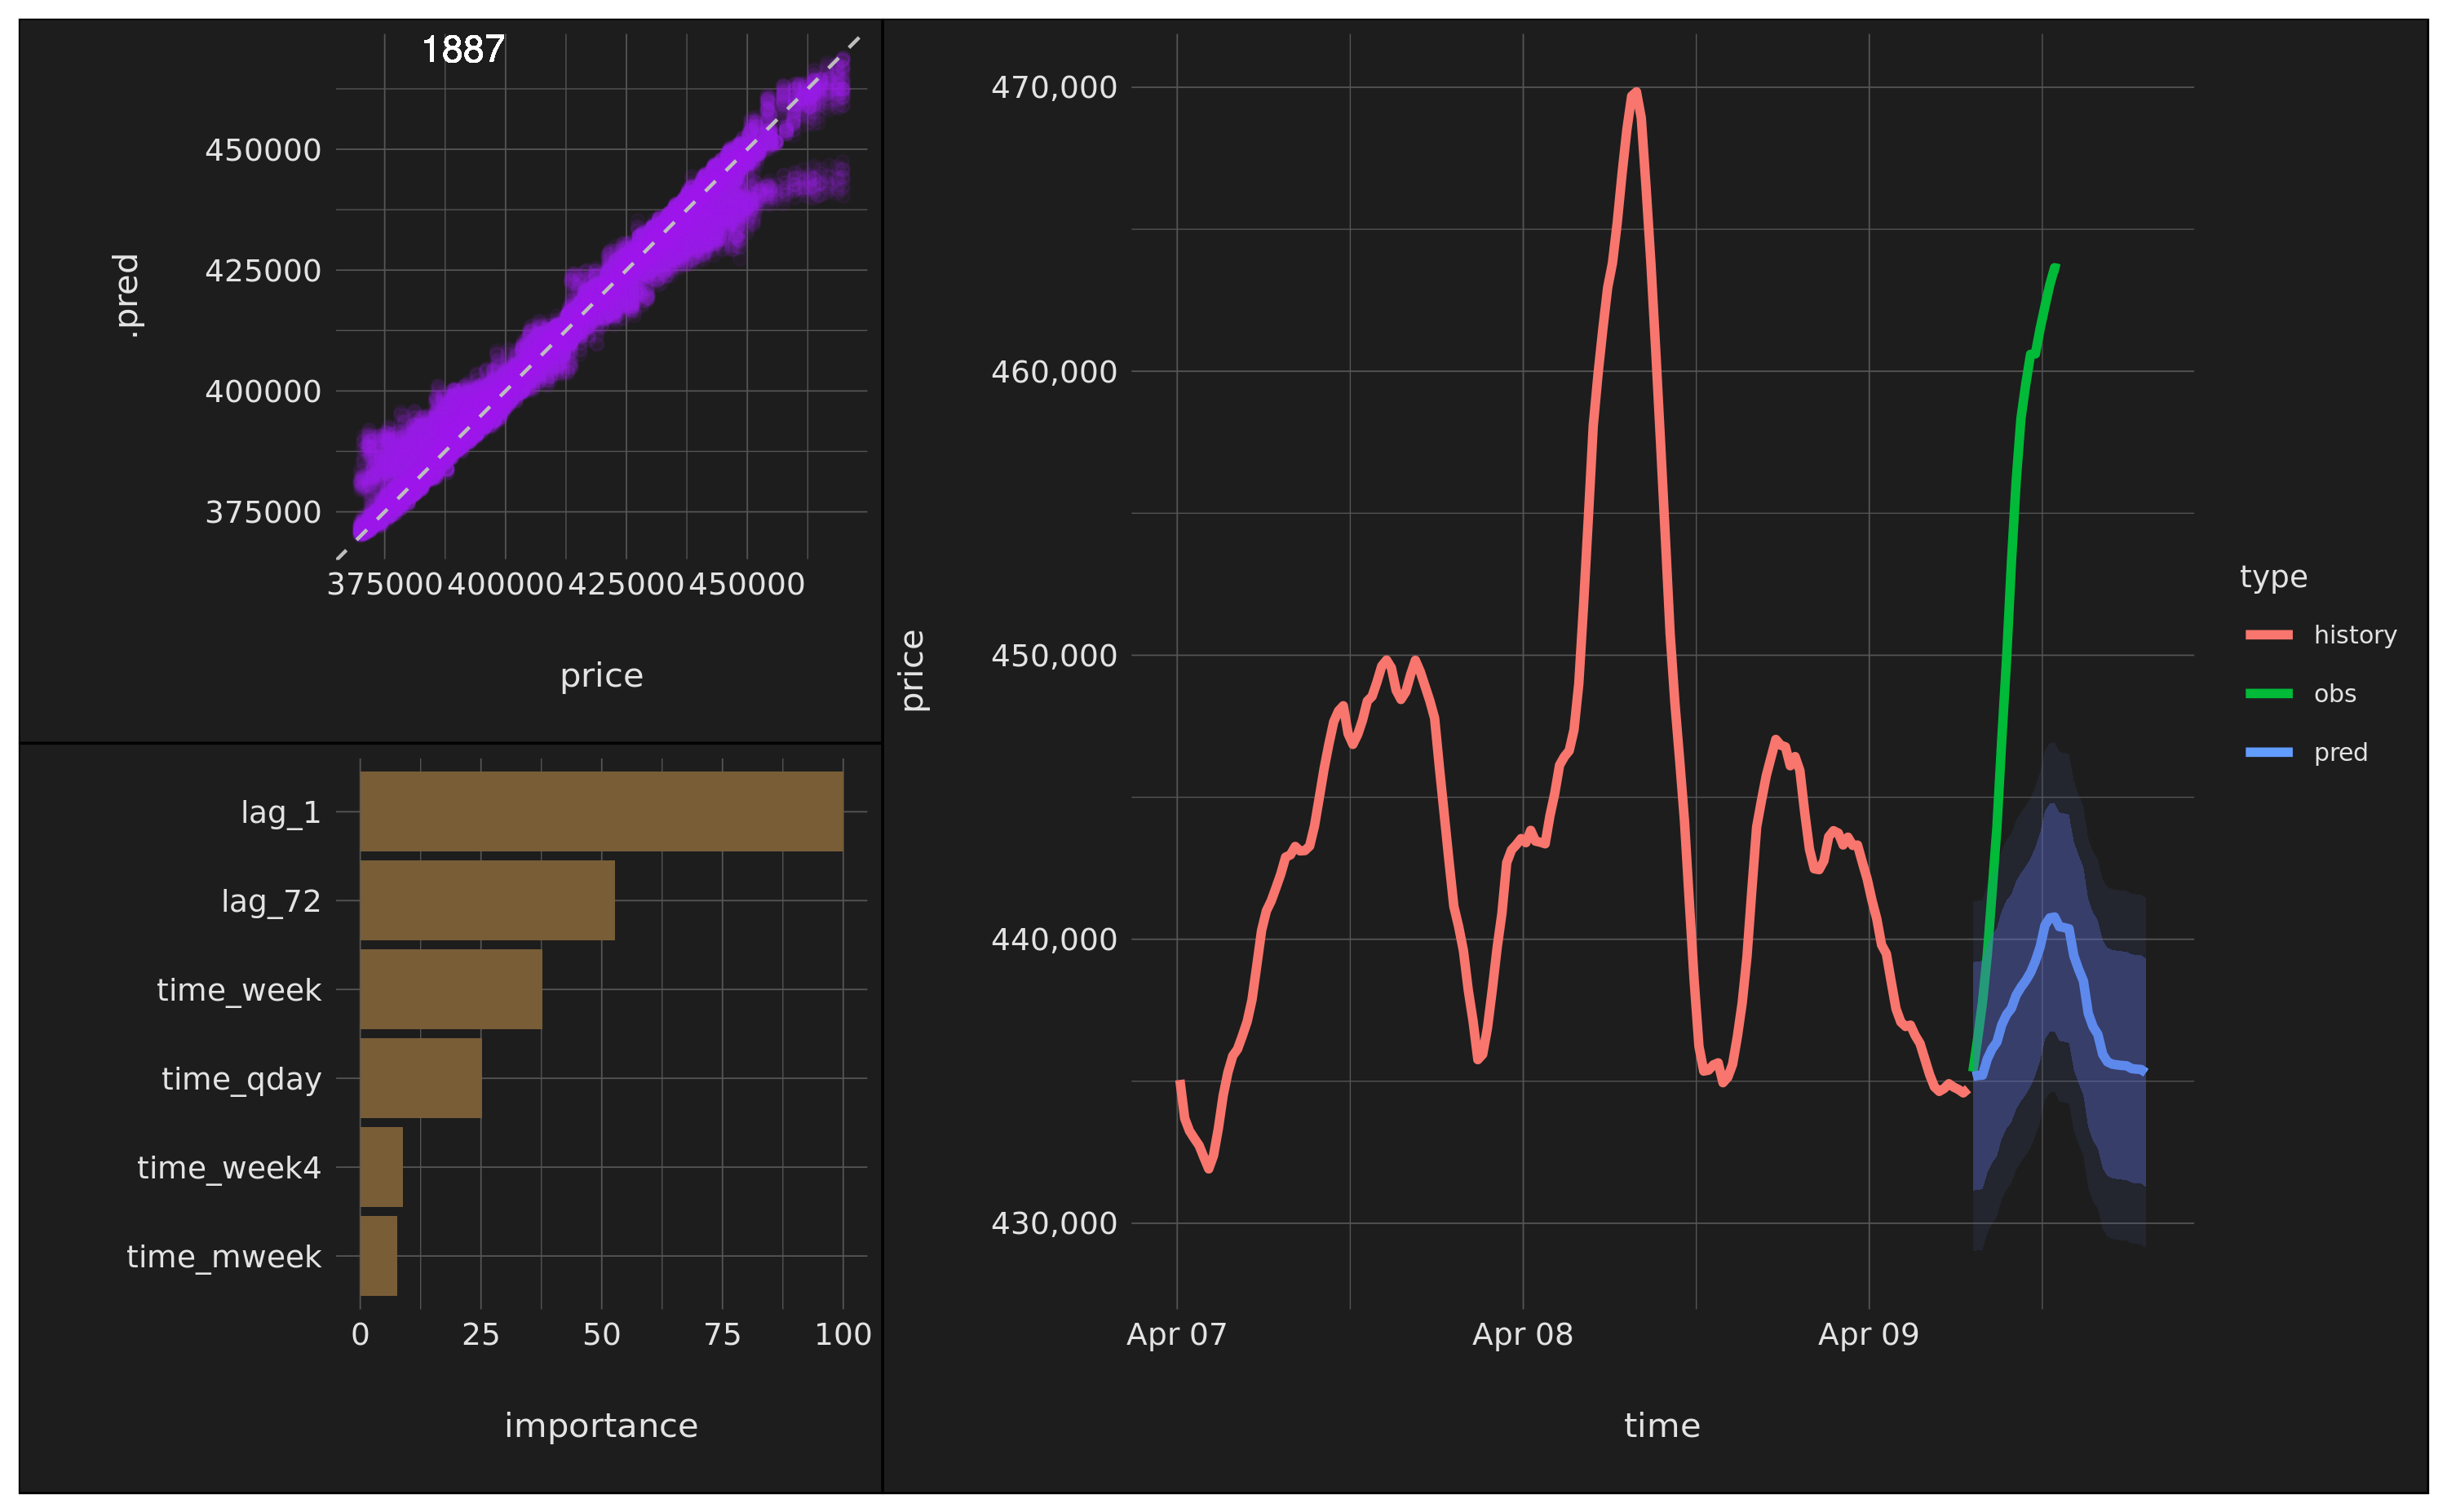 1887
450000
425000
400000
375000
.pred
375000 400000 425000 450000
price
lag_1
lag_72
time_week
time_qday
time_week4
time_mweek
0 25 50 75 100
importance
470,000
460,000
450,000
440,000
430,000
price
Apr 07 Apr 08 Apr 09
time
type
history
obs
pred